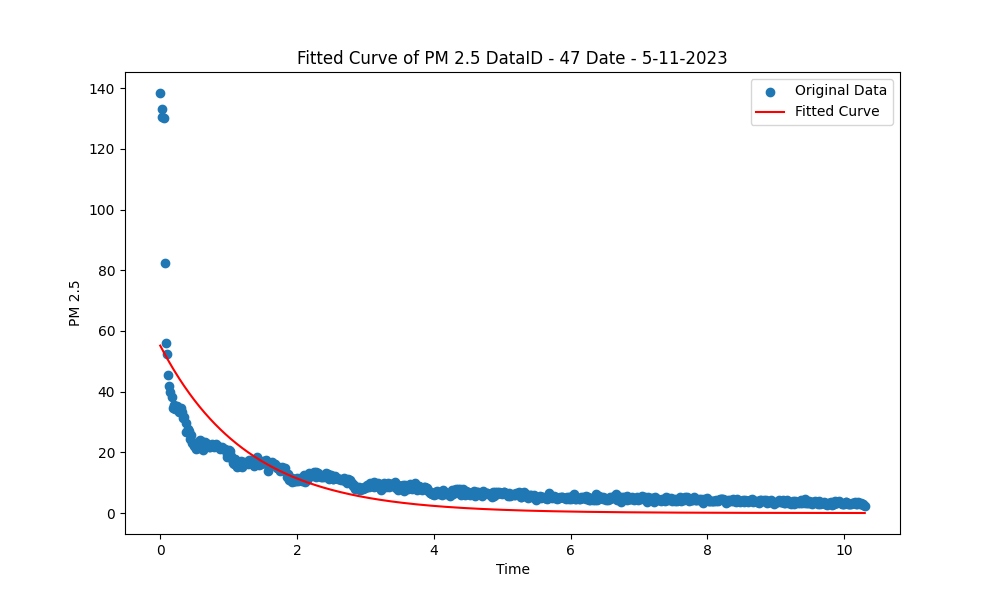 Fitted Curve of PM 2.5 DataID - 47 Date - 5-11-2023
Original Data
Fitted Curve
PM 2.5
140
120
100
80
60
40
20
0
0 2 4 6 8 10
Time